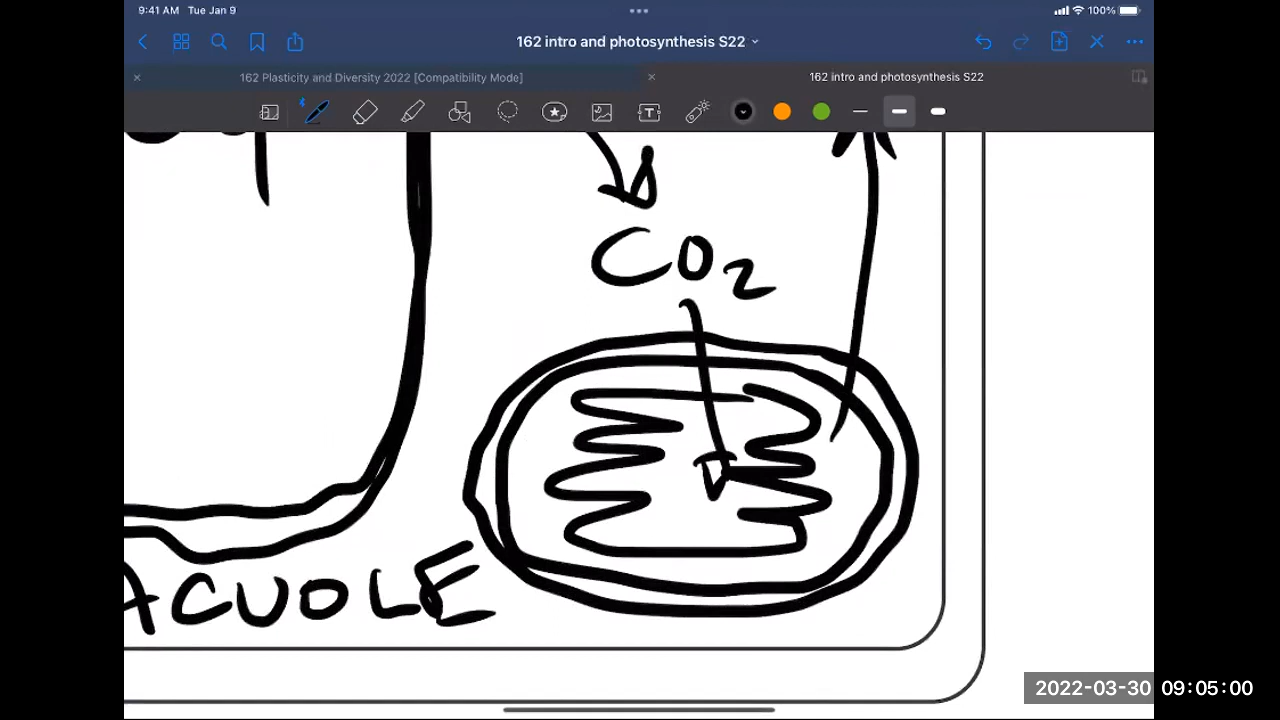 9:41 AM Tue Jan 9
100%
162 intro and photosynthesis S22
162 Plasticity and Diversity 2022 [Compatibility Mode]
162 intro and photosynthesis S22
T
CO2
ACUOLE
2022-03-30 09:05:00